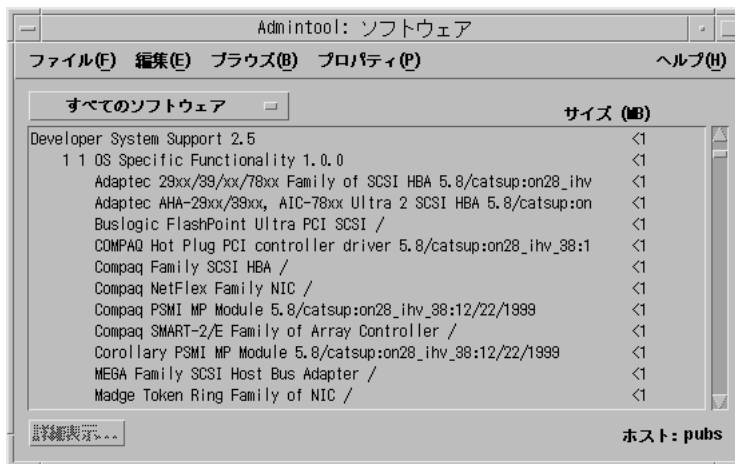 Admintool: ソフトウェア
ファイル(F) 編集(E) ブラウズ(B) プロパティ(P) ヘルプ(H)
すべてのソフトウェア
サイズ (MB)
Developer System Support 2.5 <1
1 1 OS Specific Functionality 1.0.0 <1
Adaptec 29xx/39/xx/78xx Family of SCSI HBA 5.8/catsup:on28_ihv <1
Adaptec AHA-29xx/39xx, AIC-78xx Ultra 2 SCSI HBA 5.8/catsup:on <1
Buslogic FlashPoint Ultra PCI SCSI / <1
COMPAQ Hot Plug PCI controller driver 5.8/catsup:on28_ihv_38:1 <1
Compaq Family SCSI HBA / <1
Compaq NetFlex Family NIC / <1
Compaq PSMI MP Module 5.8/catsup:on28_ihv_38:12/22/1999 <1
Compaq SMART-2/E Family of Array Controller / <1
Corollary PSMI MP Module 5.8/catsup:on28_ihv_38:12/22/1999 <1
MEGA Family SCSI Host Bus Adapter / <1
Madge Token Ring Family of NIC / <1
詳細表示...
ホスト: pubs